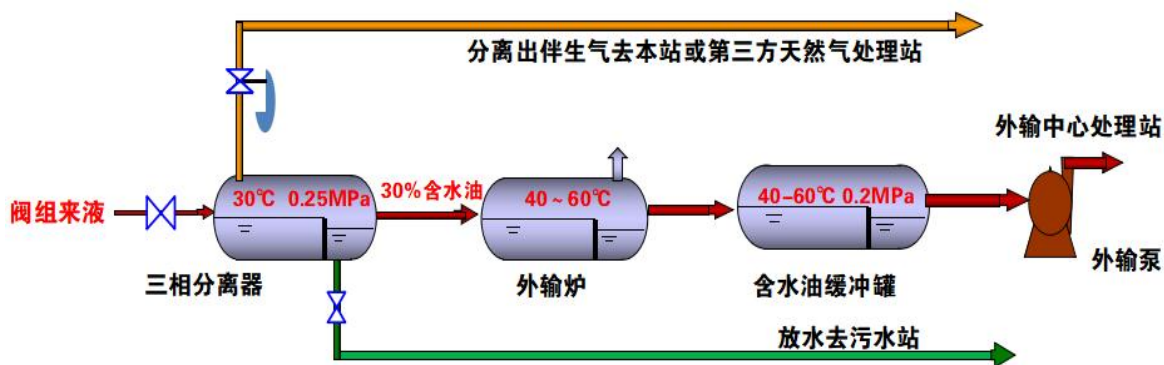 分离出伴生气去本站或第三方天然气处理站
外输中心处理站
阀组来液
30℃ 0.25MPa
30%含水油
40~60℃
40-60℃ 0.2MPa
三相分离器
外输炉
含水油缓冲罐
外输泵
放水去污水站